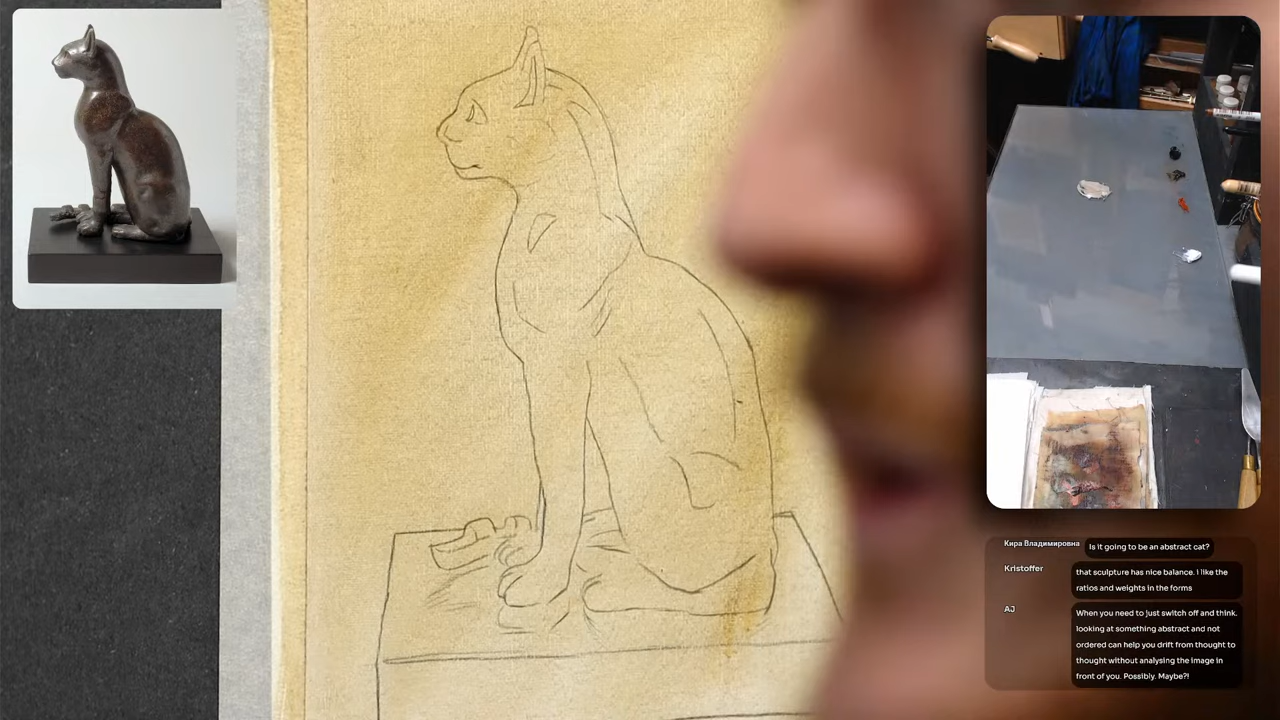 Кира Владимировна Is it going to be an abstract cat?
Kristoffer that sculpture has nice balance. i like the
ratios and weights in the forms
AJ When you need to just switch off and think.
looking at something abstract and not
ordered can help you drift from thought to
thought without analysing the image in
front of you. Possibly. Maybe?!